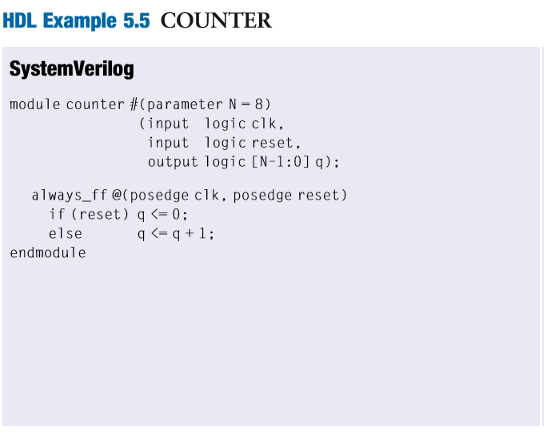 HDL Example 5.5 COUNTER
SystemVerilog
module counter #(parameter N = 8)
(input logic clk,
input logic reset,
output logic [N-1:0] q);
always_ff @(posedge clk, posedge reset)
if (reset) q <= 0;
else q <= q + 1;
endmodule